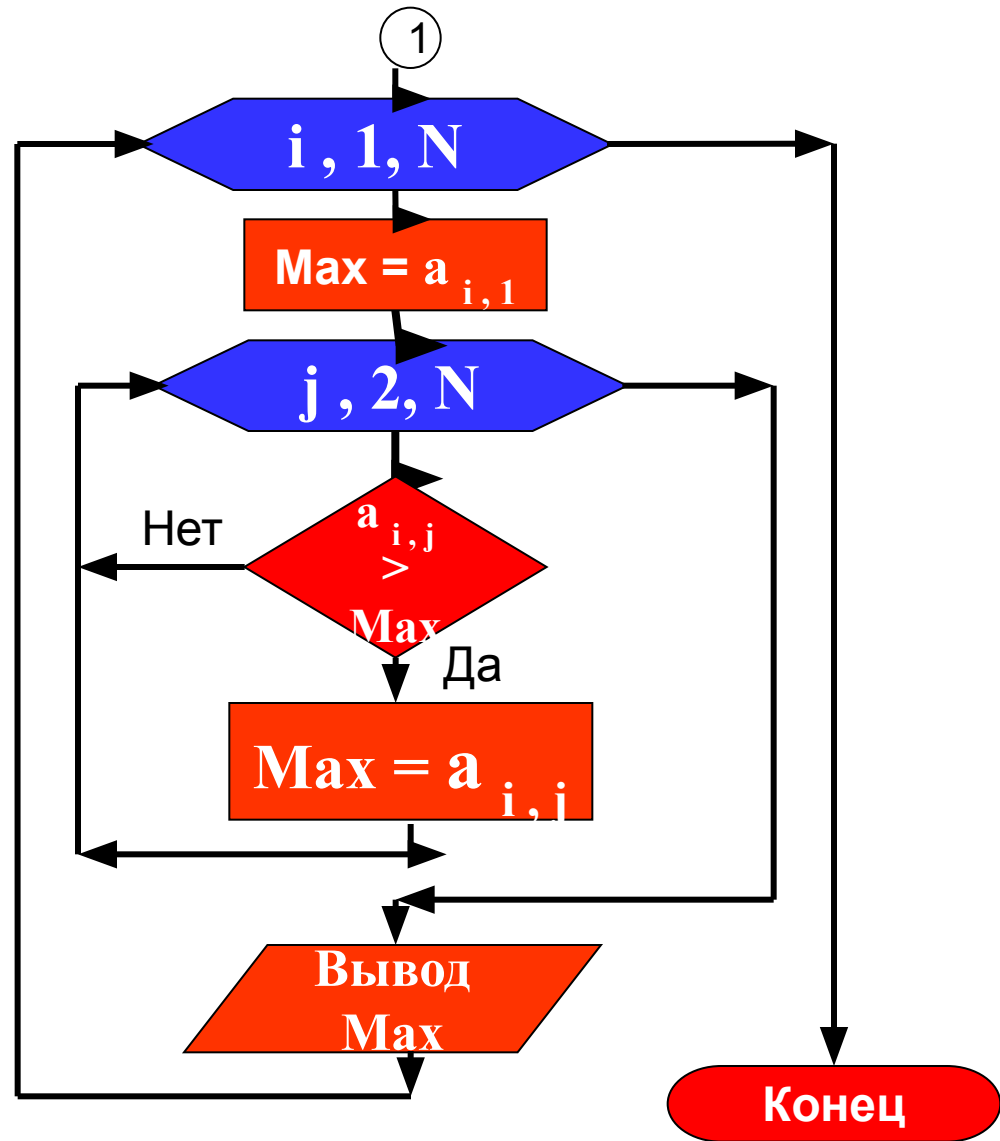 1
i , 1, N
Max = a i , 1
j , 2, N
a i , j
>
Max
Нет
Да
Max = a i , j
Вывод
Max
Конец